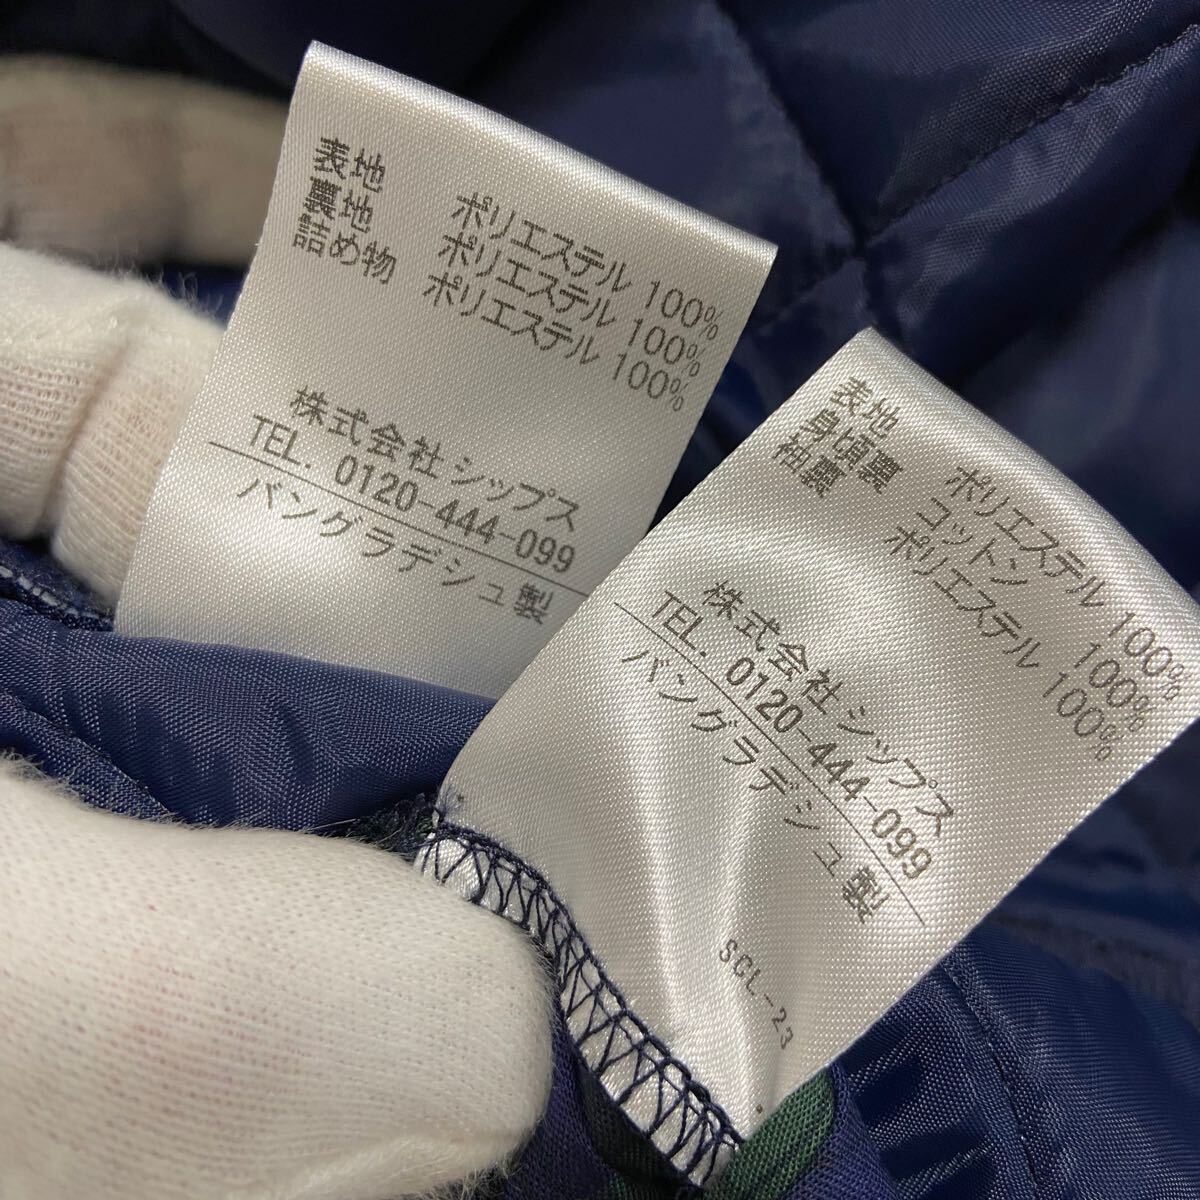 表地 ポリエステル 100%
裏地 ポリエステル 100%
詰め物 ポリエステル 100%
株式会社シップス
TEL. 0120-444-099
バングラデシュ製
表地 ポリエステル 100%
身頃裏 コットン 100%
袖裏 ポリエステル 100%
株式会社シップス
TEL. 0120-444-099
バングラデシュ製
SCL-23